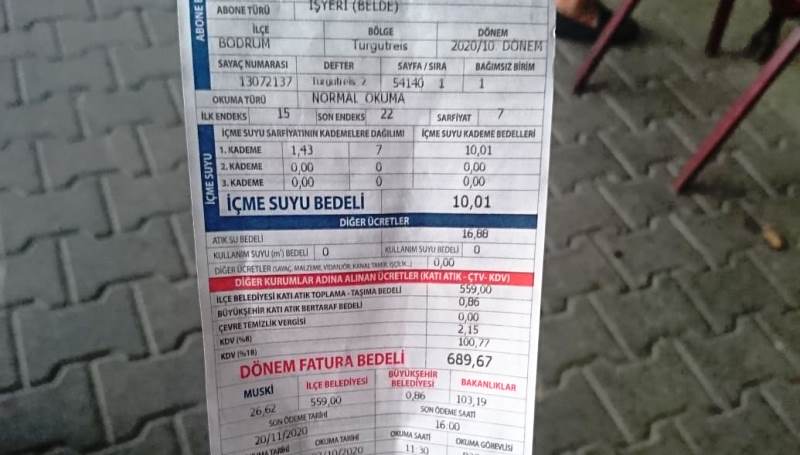 ABONE TÜRÜ İŞYERİ (BELDE)
İLÇE BÖLGE DÖNEM
BODRUM Turgutreis 2020/10. DÖNEM
SAYAÇ NUMARASI DEFTER SAYFA / SIRA BAĞIMSIZ BİRİM
13072137 Turgutreis 2 54140 1 1
OKUMA TÜRÜ NORMAL OKUMA
İLK ENDEKS 15 SON ENDEKS 22 SARFİYAT 7
İÇME SUYU
İÇME SUYU SARFİYATININ KADEMELERE DAĞILIMI İÇME SUYU KADEME BEDELLERİ
1. KADEME 1,43 7 10,01
2. KADEME 0,00 0 0,00
3. KADEME 0,00 0 0,00
İÇME SUYU BEDELİ 10,01
DİĞER ÜCRETLER
ATIK SU BEDELİ 16,88
KULLANIM SUYU (m³) BEDELİ 0 KULLANIM SUYU BEDELİ 0
DİĞER ÜCRETLER 0,00
DİĞER KURUMLAR ADINA ALINAN ÜCRETLER (KATI ATIK - ÇTV- KDV)
İLÇE BELEDİYESİ KATI ATIK TOPLAMA - TAŞIMA BEDELİ 559,00
BÜYÜKŞEHİR KATI ATIK BERTARAF BEDELİ 0,86
ÇEVRE TEMİZLİK VERGİSİ 0,00
KDV (%8) 2,15
KDV (%18) 100,77
DÖNEM FATURA BEDELİ 689,67
MUSKİ İLÇE BELEDİYESİ BÜYÜKŞEHİR BELEDİYESİ BAKANLIKLAR
26,62 559,00 0,86 103,19
SON ÖDEME TARİHİ SON ÖDEME SAATİ
20/11/2020 16:00
OKUMA TARİHİ OKUMA SAATİ OKUMA GÖREVLİSİ
/10/2020 11:30